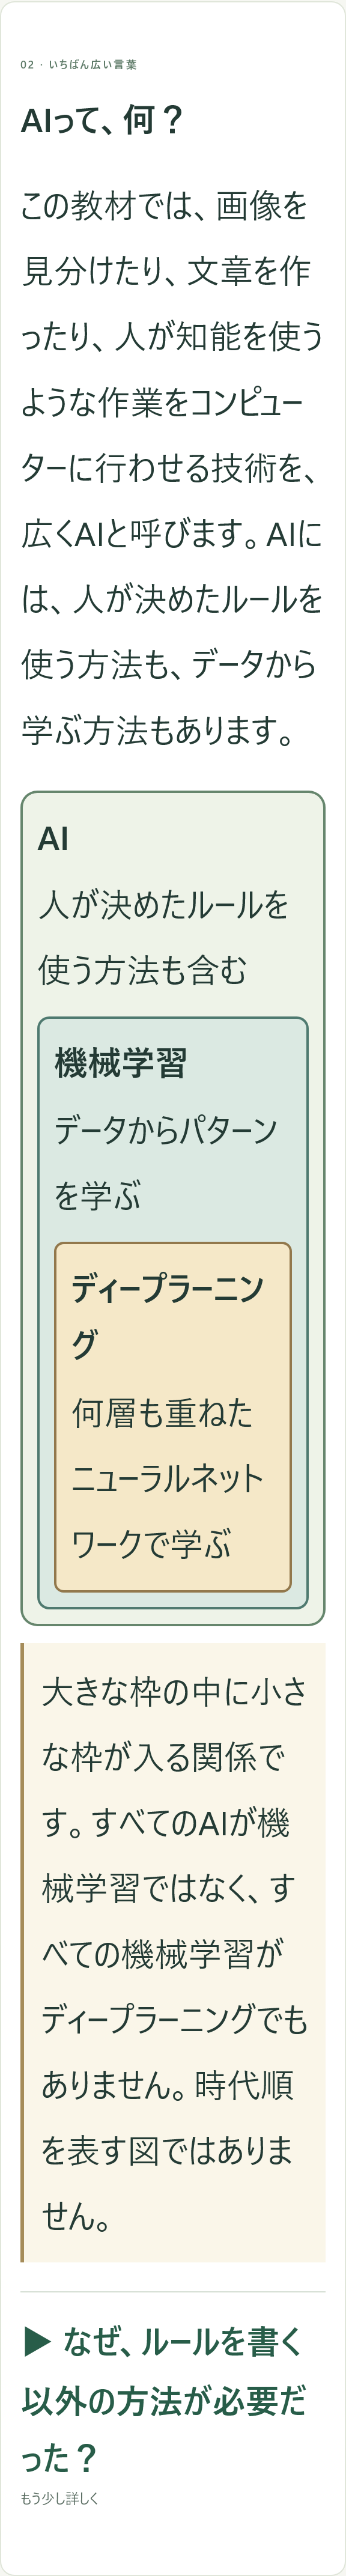 02 · いちばん広い言葉
AIって、何？
この教材では、画像を
見分けたり、文章を作
ったり、人が知能を使う
ような作業をコンピュー
ターに行わせる技術を、
広くAIと呼びます。AIに
は、人が決めたルールを
使う方法も、データから
学ぶ方法もあります。
AI
人が決めたルールを
使う方法も含む
機械学習
データからパターン
を学ぶ
ディープラーニン
グ
何層も重ねた
ニューラルネット
ワークで学ぶ
大きな枠の中に小さ
な枠が入る関係で
す。すべてのAIが機
械学習ではなく、す
べての機械学習が
ディープラーニングでも
ありません。時代順
を表す図ではありま
せん。
▶ なぜ、ルールを書く
以外の方法が必要だ
った？
もう少し詳しく